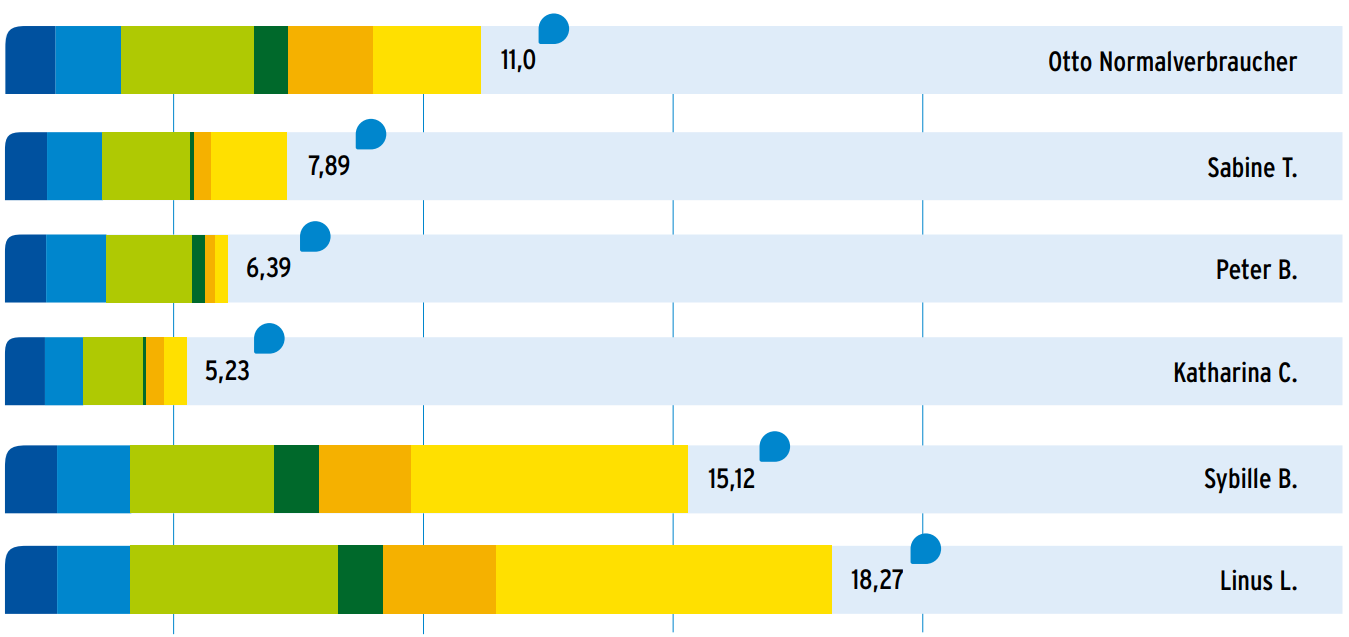 11,0 Otto Normalverbraucher
7,89 Sabine T.
6,39 Peter B.
5,23 Katharina C.
15,12 Sybille B.
18,27 Linus L.